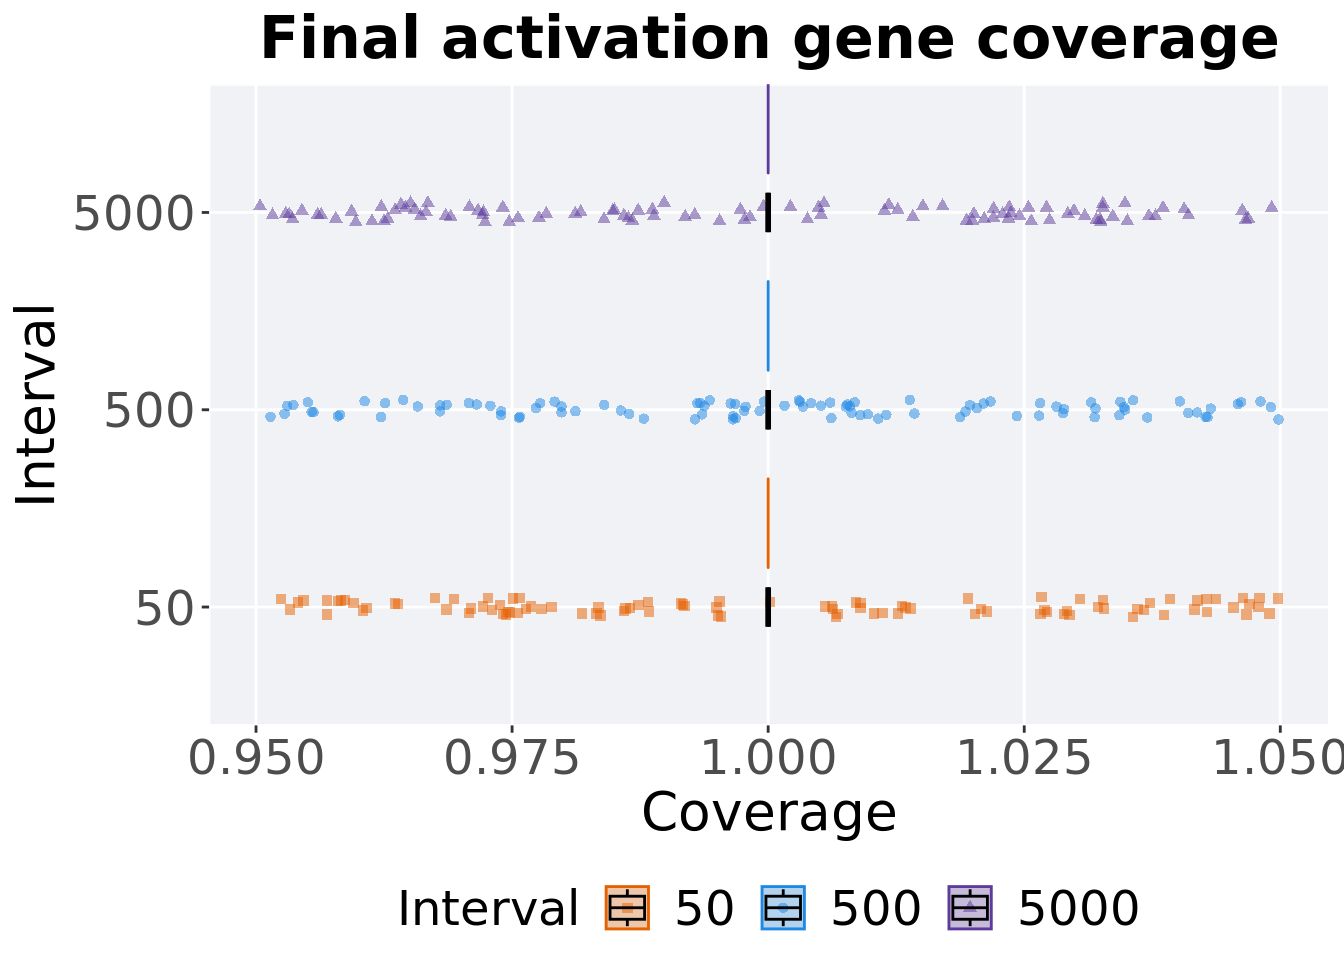 Final activation gene coverage
Interval
5000
500
50
0.950 0.975 1.000 1.025 1.050
Coverage
Interval 50 500 5000